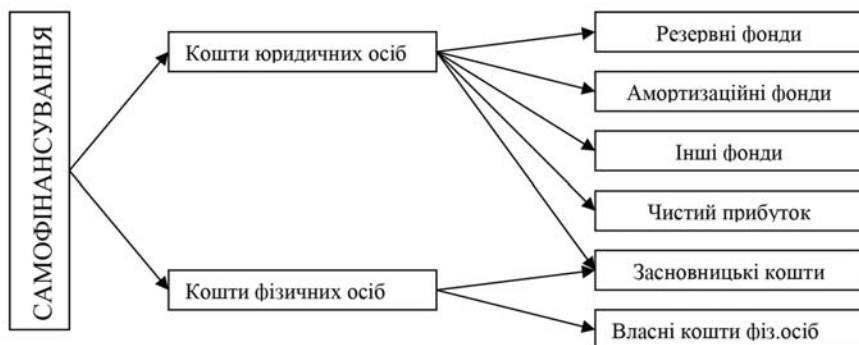 САМОФІНАНСУВАННЯ
Кошти юридичних осіб
Кошти фізичних осіб
Резервні фонди
Амортизаційні фонди
Інші фонди
Чистий прибуток
Засновницькі кошти
Власні кошти фіз.осіб